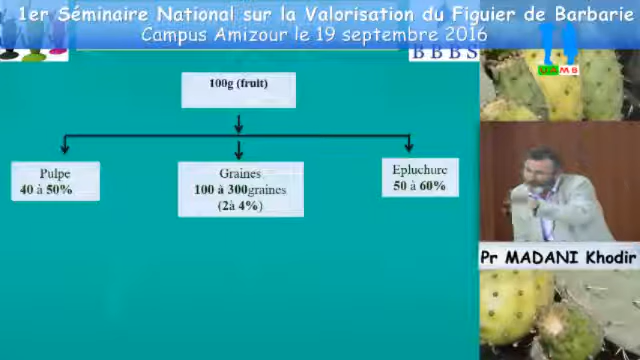 1er Séminaire National sur la Valorisation du Figuier de Barbarie
Campus Amizour le 19 septembre 2016
BBBS
100g (fruit)
Pulpe
40 à 50%
Graines
100 à 300graines
(2à 4%)
Epluchure
50 à 60%
Pr MADANI Khodir